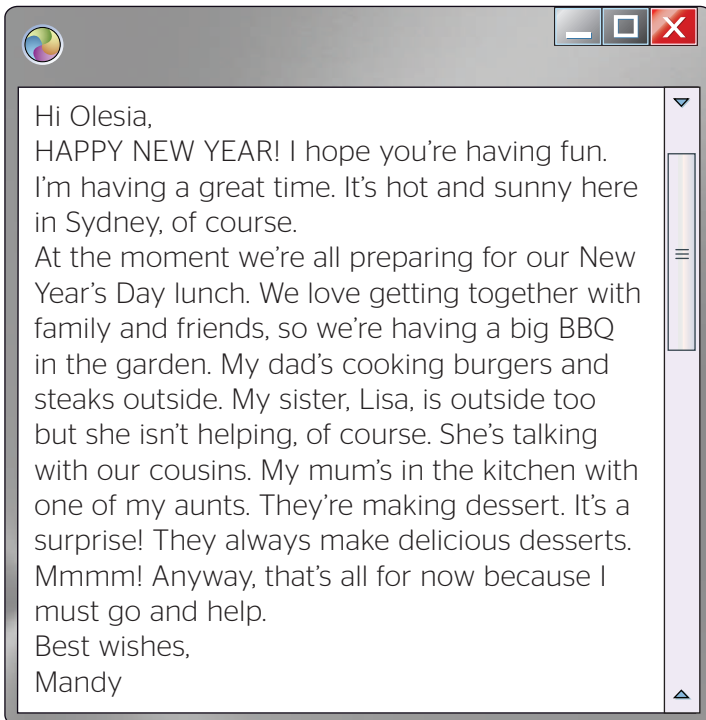 Hi Olesia,
HAPPY NEW YEAR! I hope you’re having fun.
I’m having a great time. It’s hot and sunny here
in Sydney, of course.
At the moment we’re all preparing for our New
Year’s Day lunch. We love getting together with
family and friends, so we’re having a big BBQ
in the garden. My dad’s cooking burgers and
steaks outside. My sister, Lisa, is outside too
but she isn’t helping, of course. She’s talking
with our cousins. My mum’s in the kitchen with
one of my aunts. They’re making dessert. It’s a
surprise! They always make delicious desserts.
Mmmm! Anyway, that’s all for now because I
must go and help.
Best wishes,
Mandy